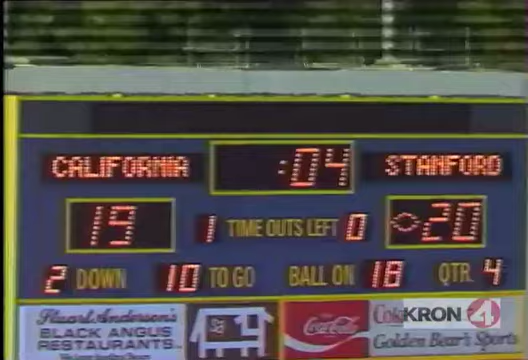 :04
CALIFORNIA STANFORD
19 1 TIME OUTS LEFT 0 20
2 DOWN 10 TO GO BALL ON 18 QTR. 4
Stuart Anderson's
BLACK ANGUS
RESTAURANTS
Coca-Cola
Coke
Golden Bear's Sports
KRON 4